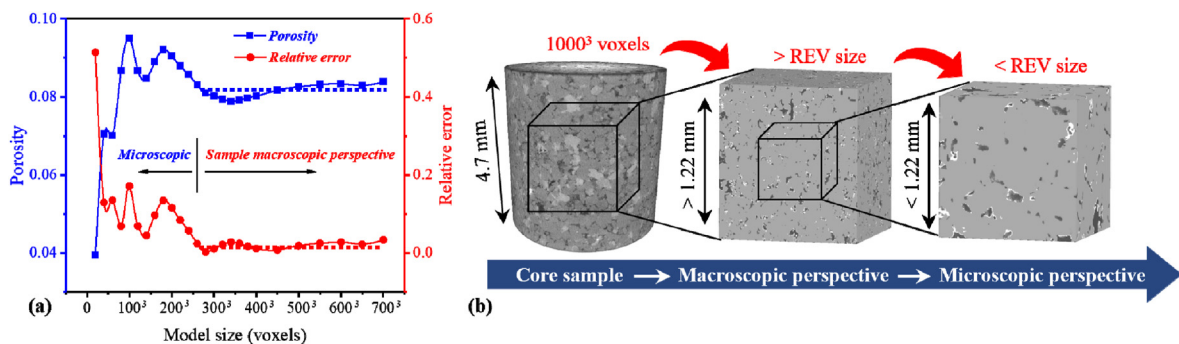 0.10
0.08
0.06
0.04
Porosity
Porosity
Relative error
Microscopic
Sample macroscopic perspective
0.6
0.4
0.2
0.0
Relative error
0 100³ 200³ 300³ 400³ 500³ 600³ 700³
Model size (voxels)
(a)
(b)
1000³ voxels
> REV size
< REV size
4.7 mm
> 1.22 mm
< 1.22 mm
Core sample → Macroscopic perspective → Microscopic perspective